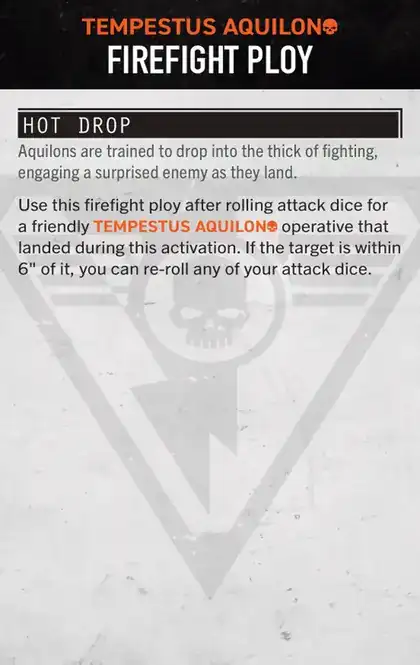 TEMPESTUS AQUILON
FIREFIGHT PLOY
HOT DROP
Aquilons are trained to drop into the thick of fighting,
engaging a surprised enemy as they land.
Use this firefight ploy after rolling attack dice for
a friendly TEMPESTUS AQUILON operative that
landed during this activation. If the target is within
6" of it, you can re-roll any of your attack dice.